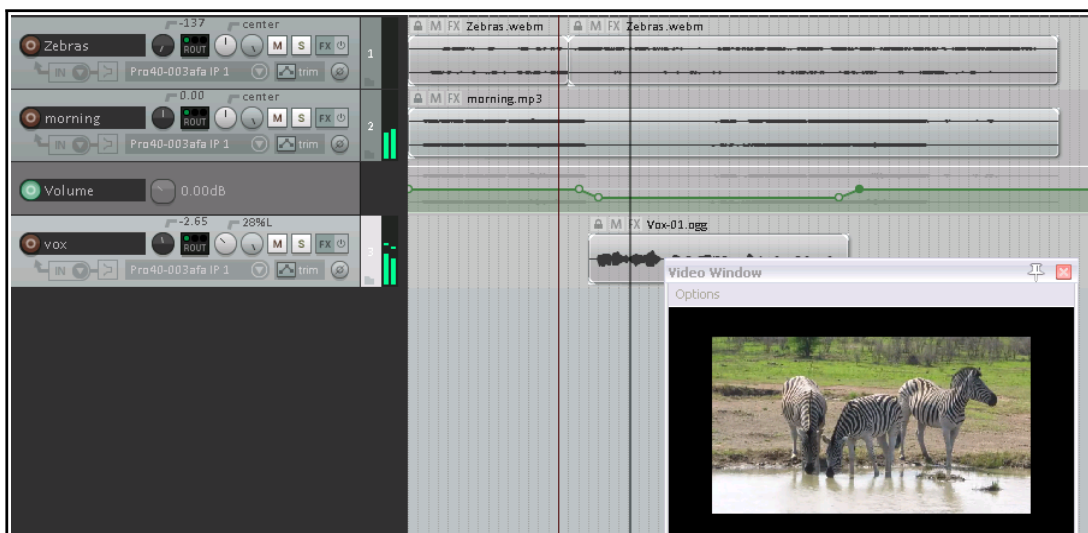 -137 center
Zebras ROUT M S FX 1
IN Pro40-003afa IP 1 trim
0.00 center
morning ROUT M S FX 2
IN Pro40-003afa IP 1 trim
Volume 0.00dB
-2.65 28%L
vox ROUT M S FX 3
IN Pro40-003afa IP 1 trim
M FX Zebras.webm M FX Zebras.webm
M FX morning.mp3
M FX Vox-01.ogg
Video Window
Options